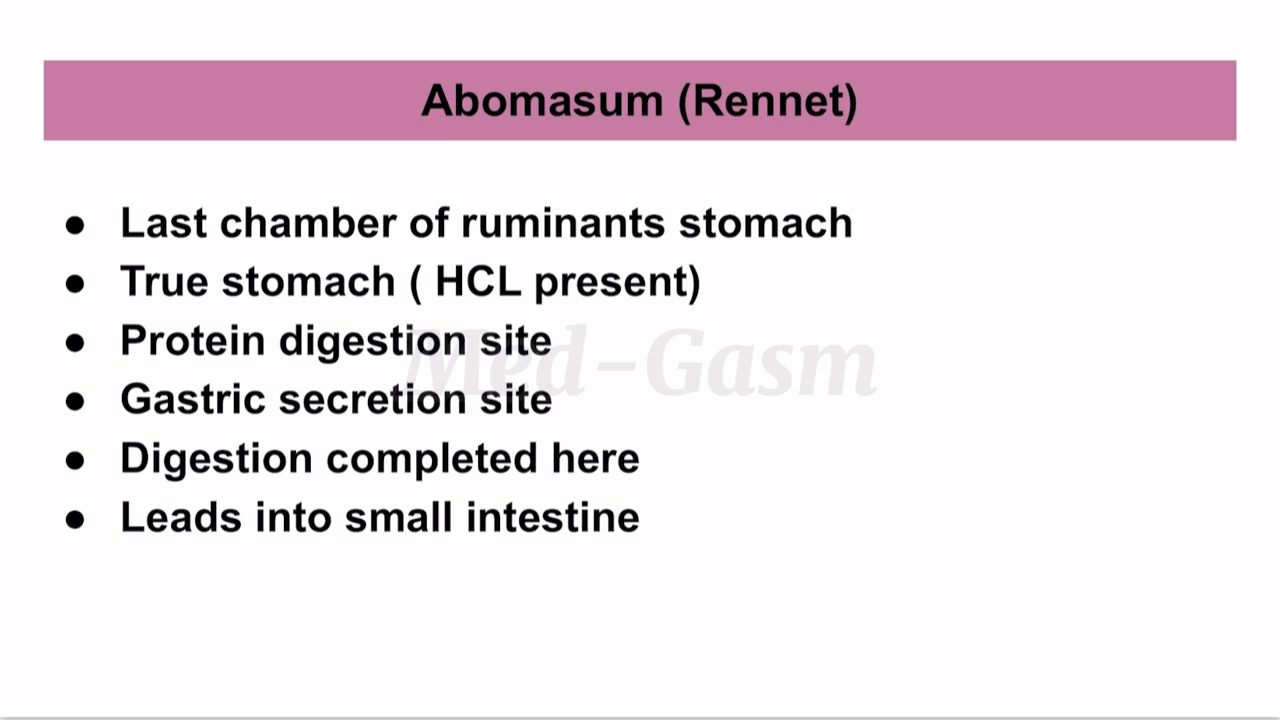 Abomasum (Rennet)
● Last chamber of ruminants stomach
● True stomach ( HCL present)
● Protein digestion site
● Gastric secretion site
● Digestion completed here
● Leads into small intestine
Med-Gasm